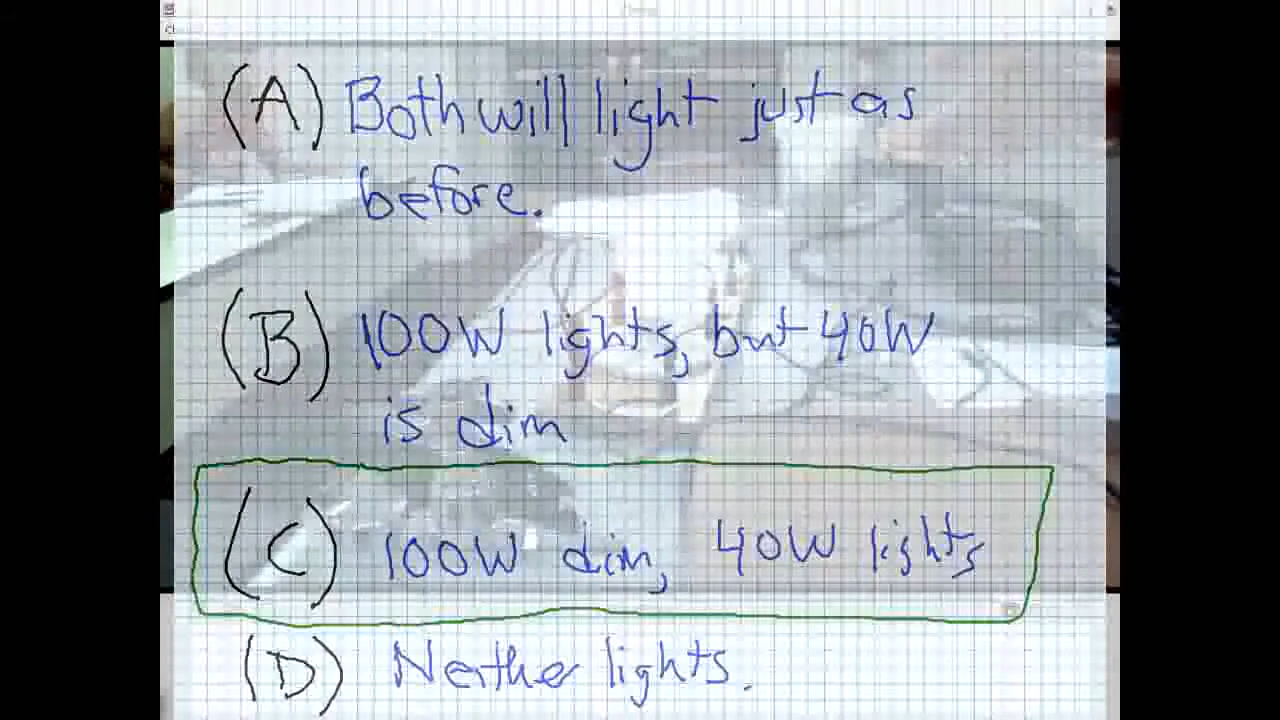 (A) Both will light just as
before.
(B) 100W lights, but 40W
is dim
(C) 100W dim, 40W lights
(D) Neither lights.